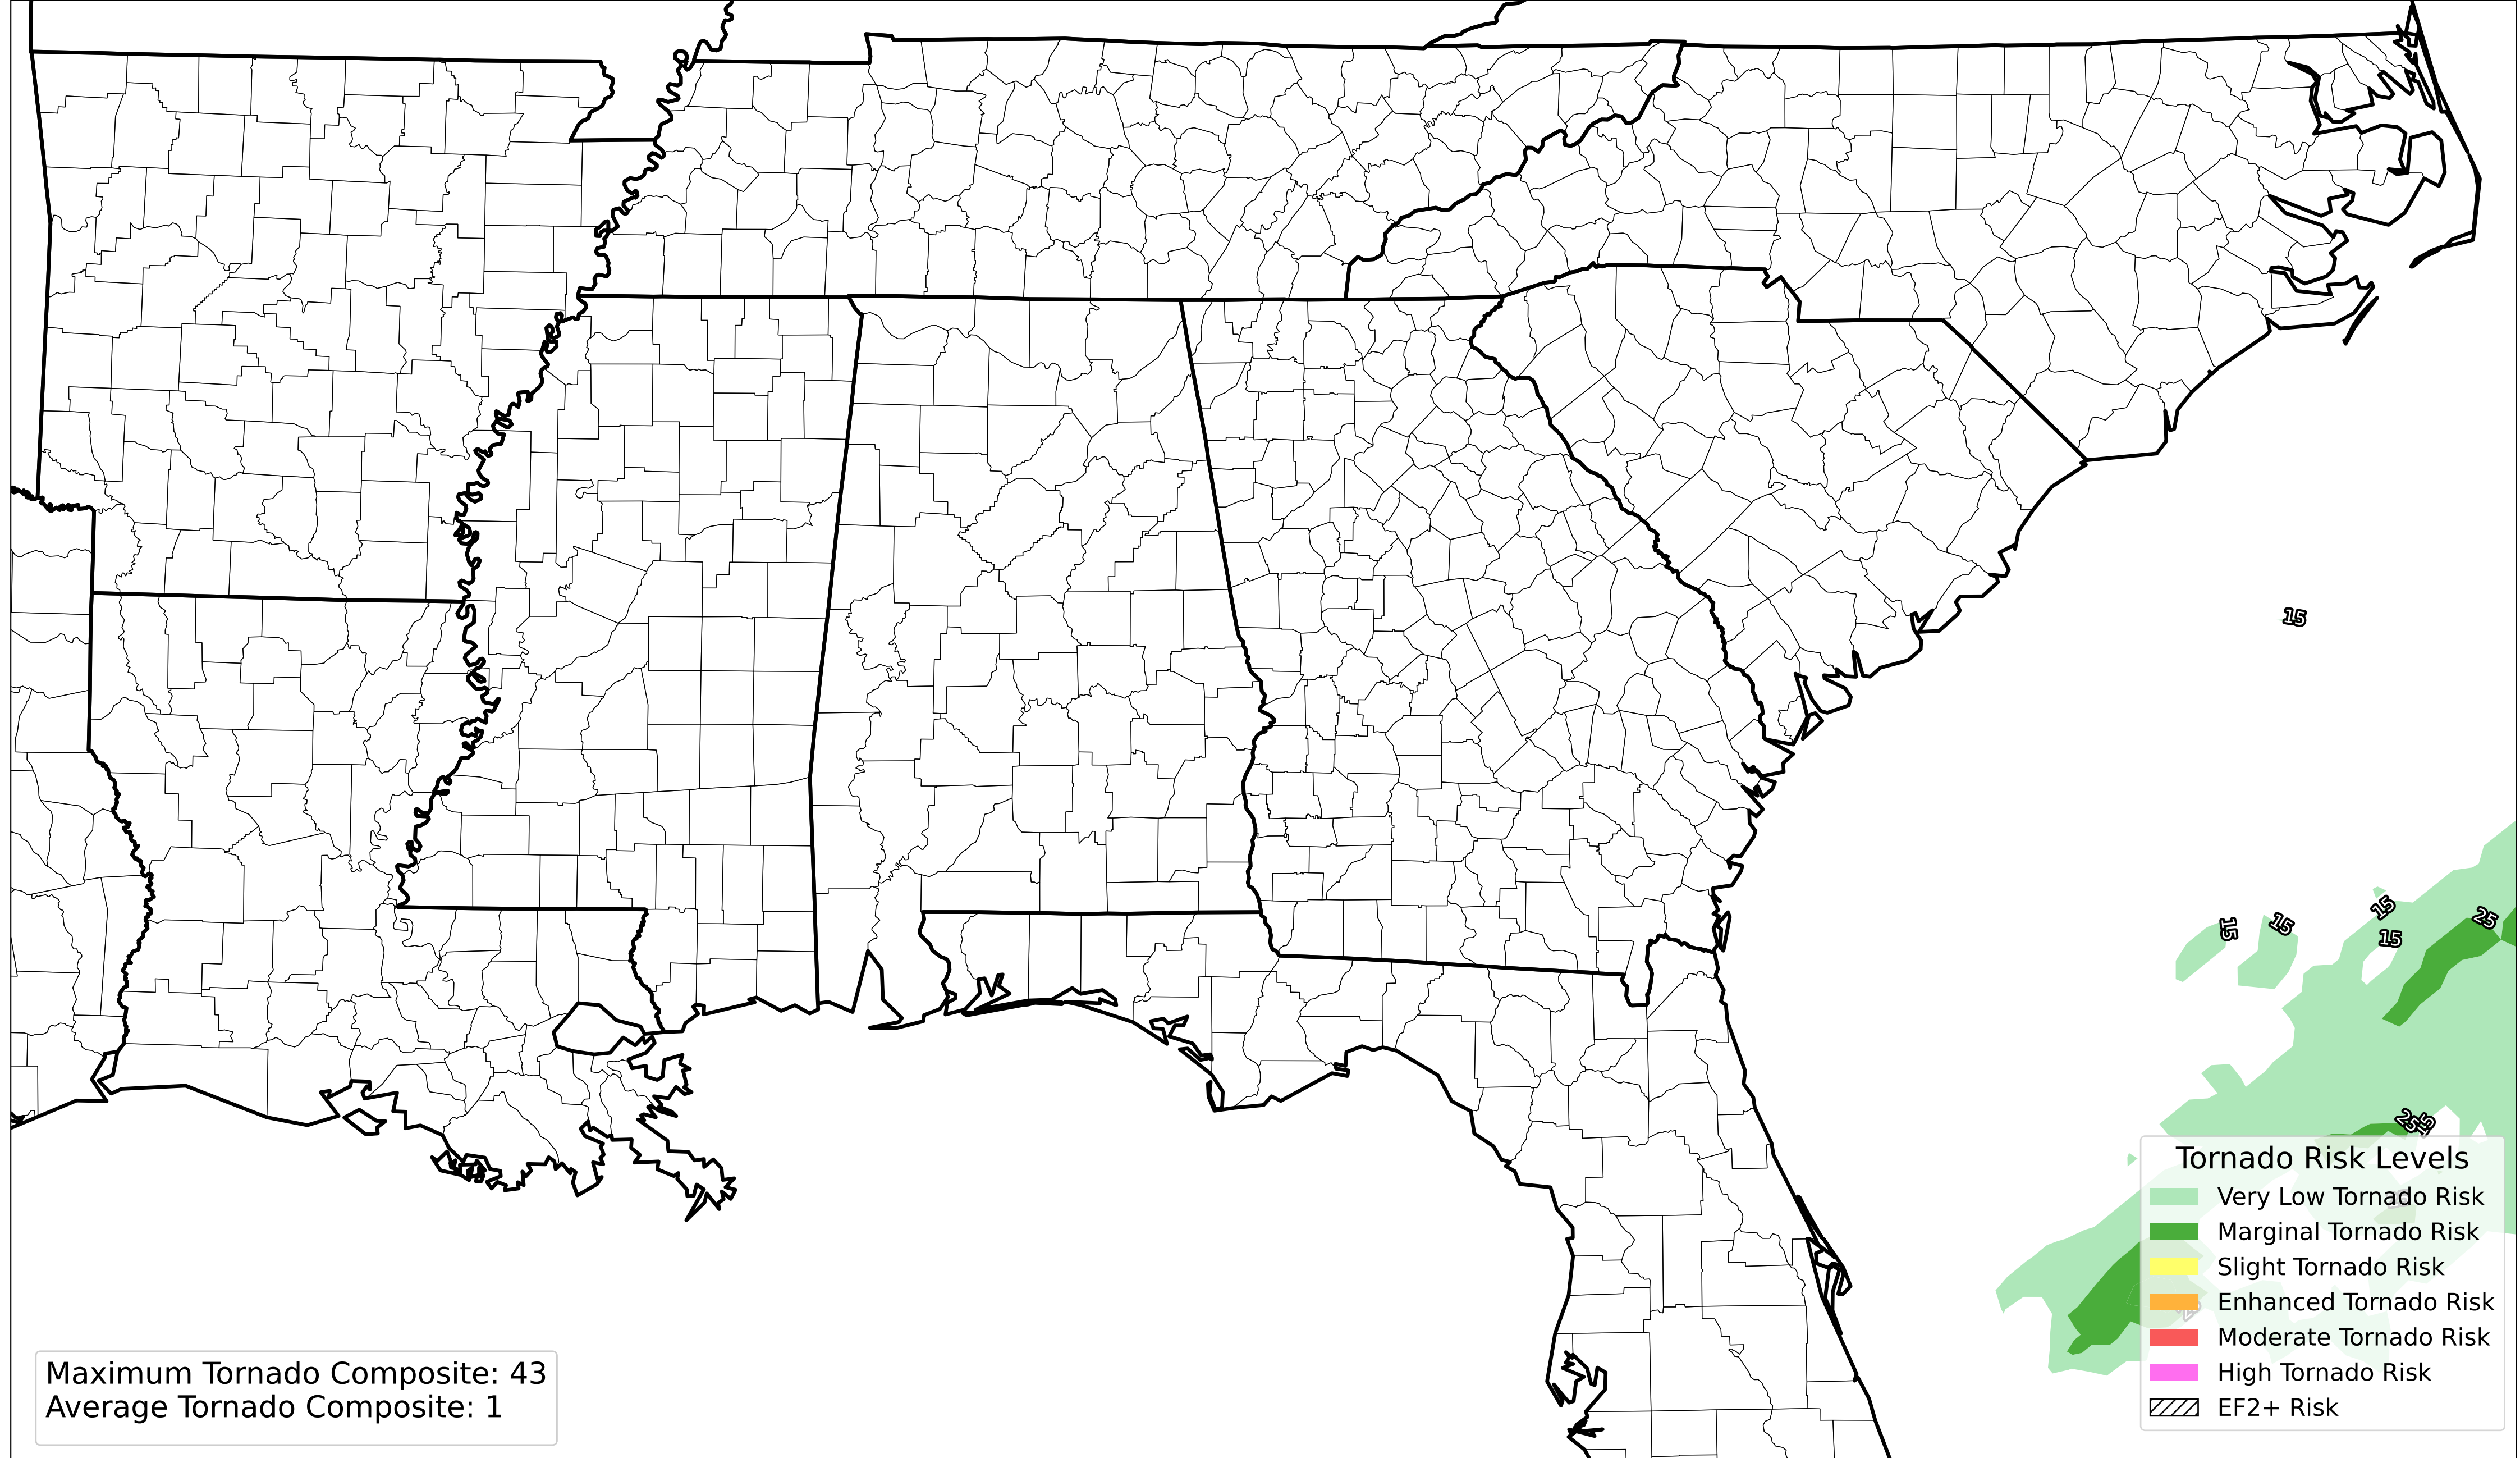 15
15
15
15
25
15
25
15
Tornado Risk Levels
Very Low Tornado Risk
Marginal Tornado Risk
Slight Tornado Risk
Enhanced Tornado Risk
Moderate Tornado Risk
High Tornado Risk
EF2+ Risk
Maximum Tornado Composite: 43
Average Tornado Composite: 1